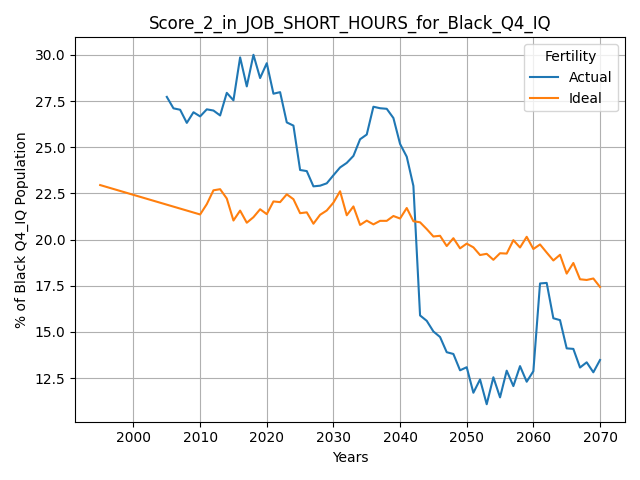 Score_2_in_JOB_SHORT_HOURS_for_Black_Q4_IQ
Fertility
Actual
Ideal
% of Black Q4_IQ Population
30.0
27.5
25.0
22.5
20.0
17.5
15.0
12.5
2000 2010 2020 2030 2040 2050 2060 2070
Years